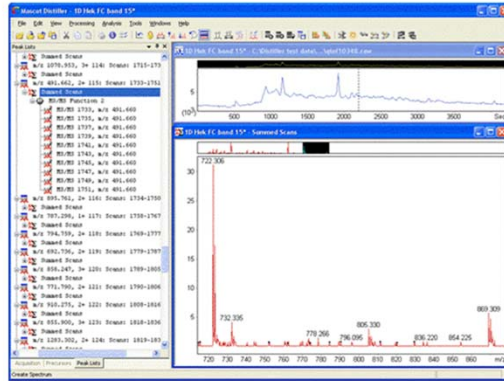 Mascot Distiller - 1D Hek FC band 15*
File Edit View Processing Analysis Tools Windows Help
Peak Lists
Summed Scans
m/z 1078.953, 3+ 114: Scans: 1715-173
Summed Scans
m/z 491.662, 2+ 115: Scans: 1733-1751
Summed Scans
MS/MS Function 2
MS/MS 1733, m/z 491.660
MS/MS 1735, m/z 491.660
MS/MS 1737, m/z 491.660
MS/MS 1739, m/z 491.660
MS/MS 1741, m/z 491.660
MS/MS 1743, m/z 491.660
MS/MS 1745, m/z 491.660
MS/MS 1747, m/z 491.660
MS/MS 1749, m/z 491.660
MS/MS 1751, m/z 491.660
m/z 895.761, 2+ 116: Scans: 1734-1750
Summed Scans
m/z 787.298, 1+ 117: Scans: 1758-1767
Summed Scans
m/z 794.759, 2+ 118: Scans: 1769-1777
Summed Scans
m/z 692.736, 2+ 119: Scans: 1779-1787
Summed Scans
m/z 858.247, 3+ 120: Scans: 1789-1805
Summed Scans
m/z 771.790, 2+ 121: Scans: 1790-1806
Summed Scans
m/z 918.275, 2+ 122: Scans: 1808-1816
Summed Scans
m/z 855.900, 3+ 123: Scans: 1818-1836
Summed Scans
m/z 1283.302, 2+ 124: Scans: 1819-183
Summed Scans
Acquisition Precursors Peak Lists
Create Spectrum
1D Hek FC band 15* - C:\Distiller test data\...\qtof10348.raw
5
(10³)
500 1000 1500 2000 2500 3000 3500 Sec
1D Hek FC band 15* - Summed Scans
722.306
30
25
20
15
10
5
732.335
778.266
796.095
805.330
836.220
854.225
869.309
720 730 740 750 760 770 780 790 800 810 820 830 840 850 860 m/z